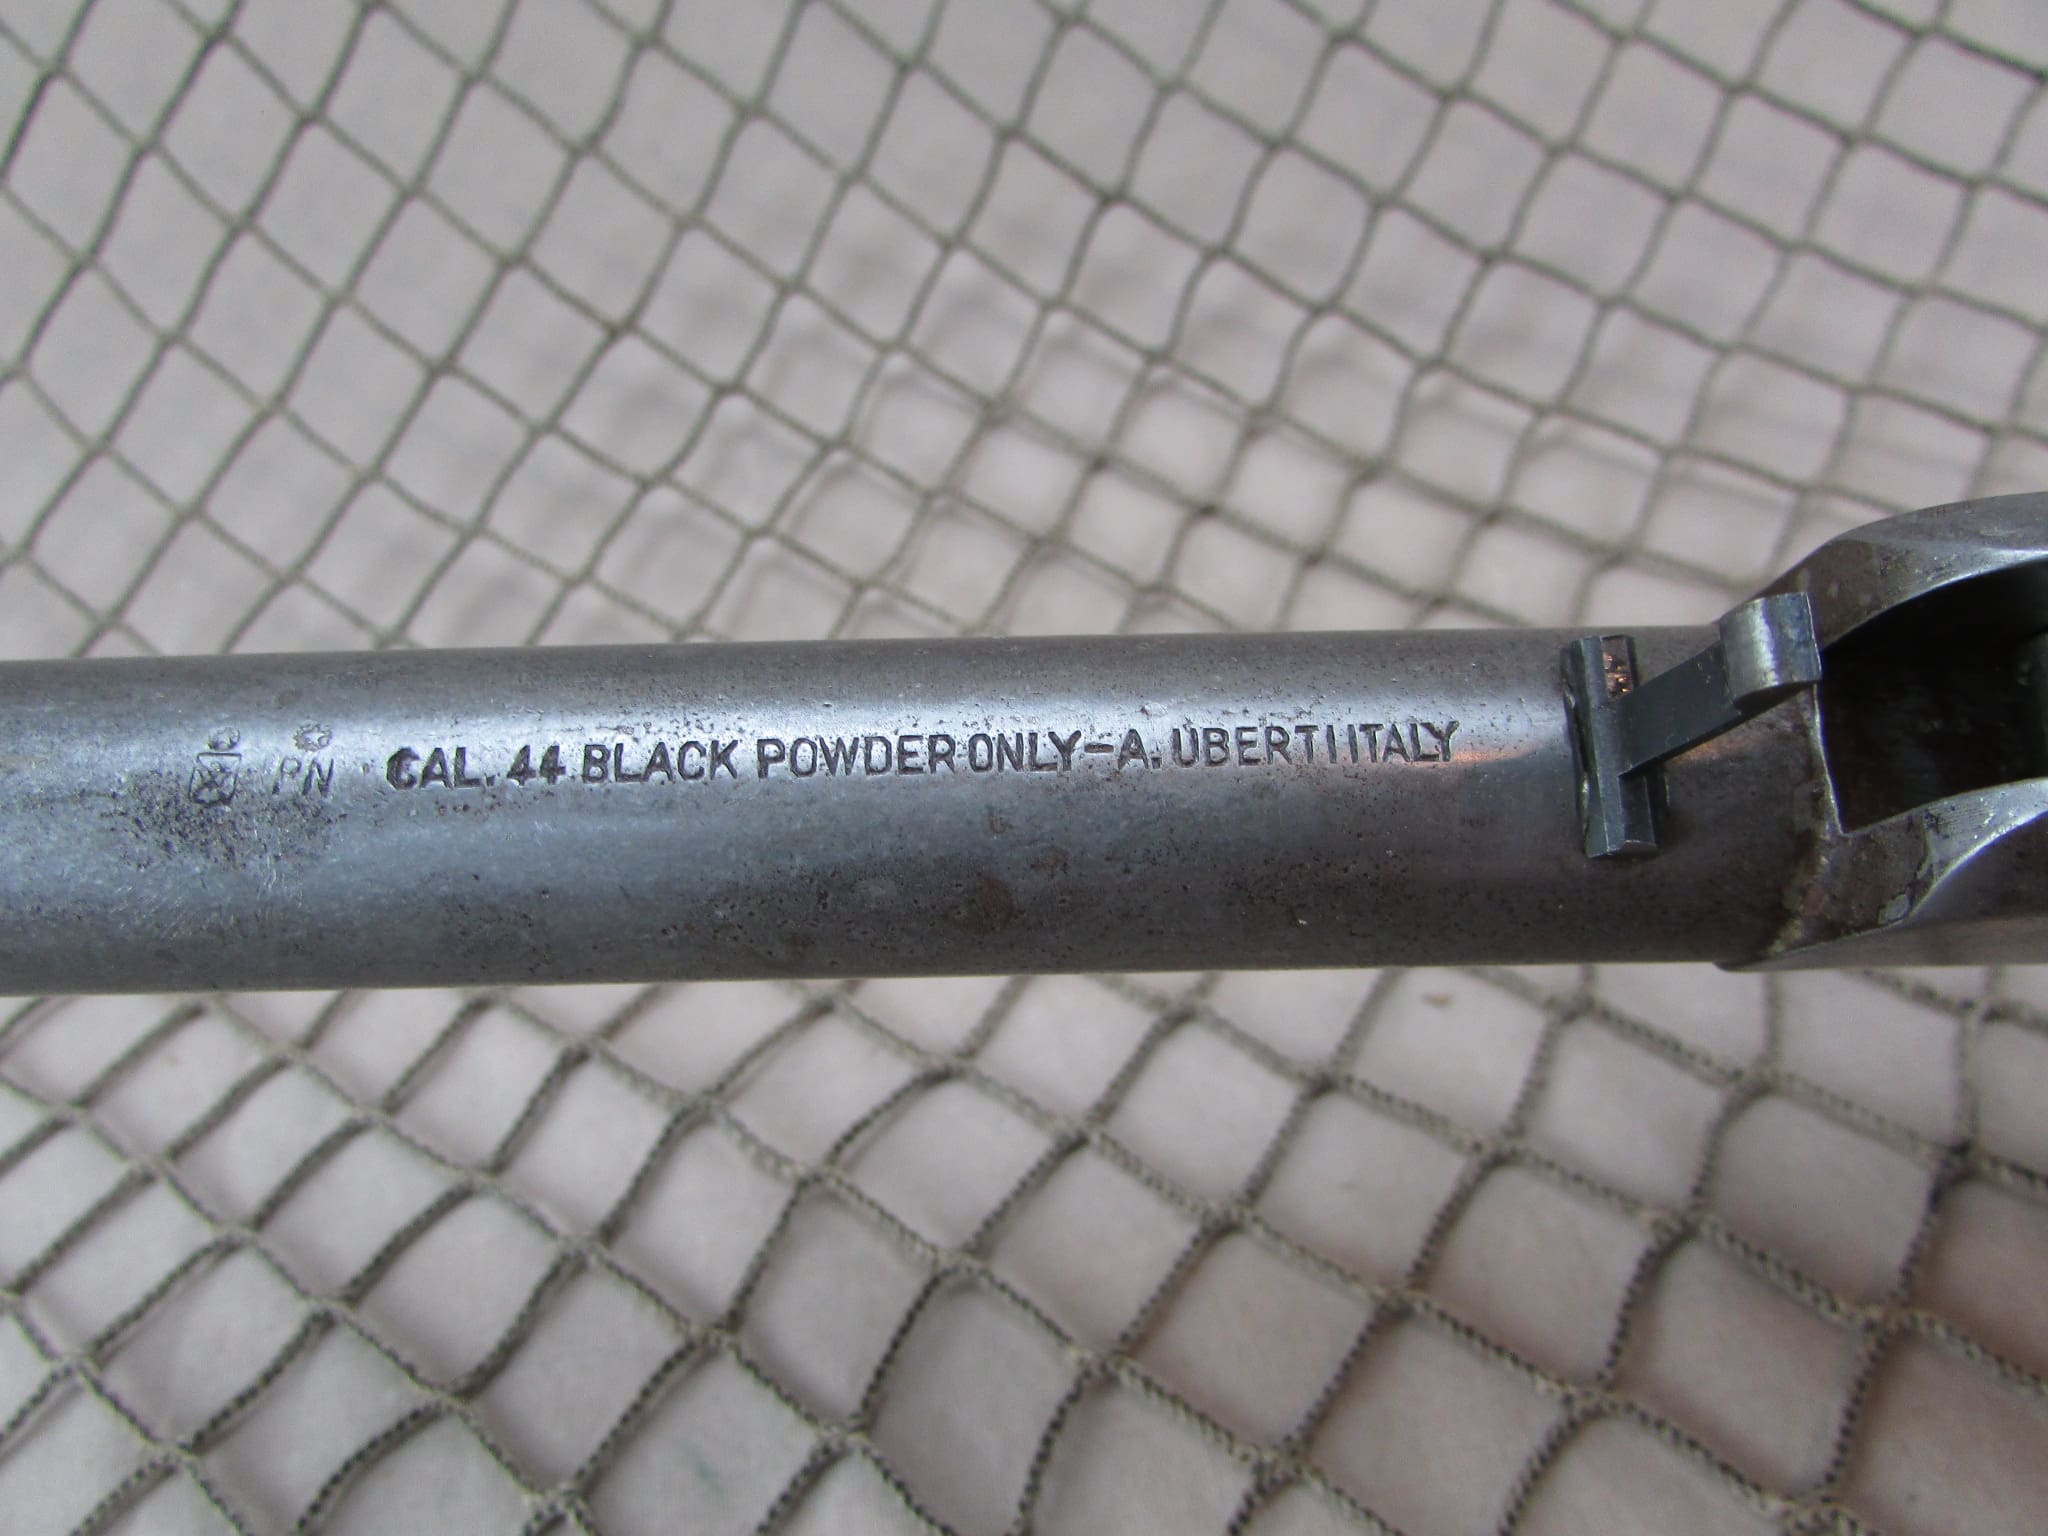 PN CAL. 44 BLACK POWDER ONLY-A. UBERTI ITALY